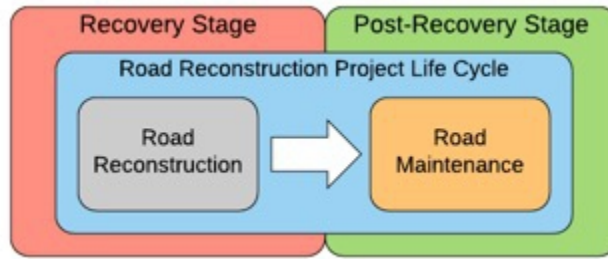 Recovery Stage
Post-Recovery Stage
Road Reconstruction Project Life Cycle
Road
Reconstruction
Road
Maintenance